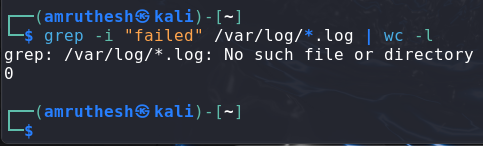 ┌──(amruthesh㉿kali)-[~]
└─$ grep -i "failed" /var/log/*.log | wc -l
grep: /var/log/*.log: No such file or directory
0
┌──(amruthesh㉿kali)-[~]
└─$